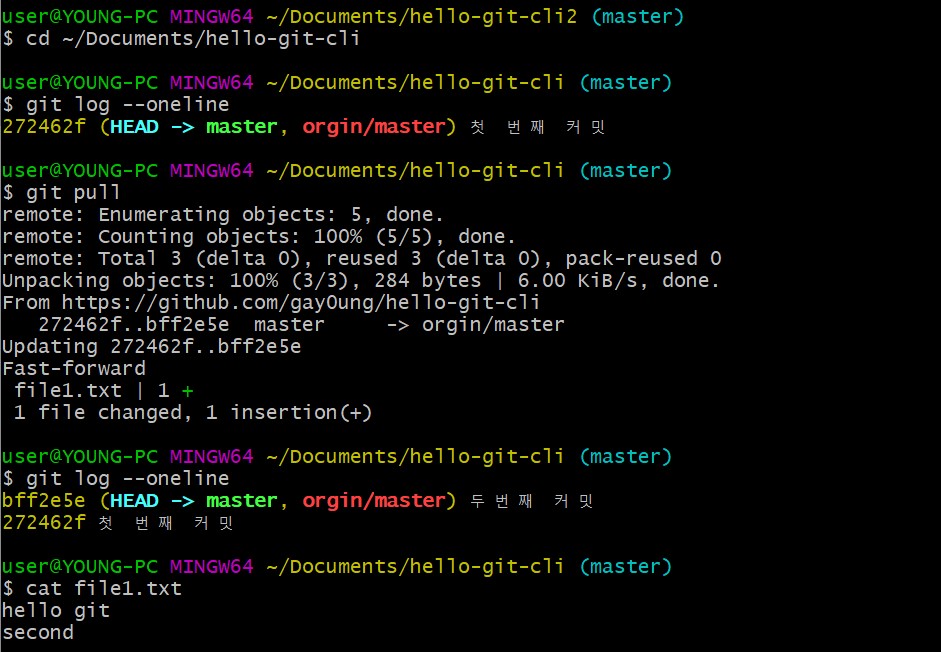 user@YOUNG-PC MINGW64 ~/Documents/hello-git-cli2 (master)
$ cd ~/Documents/hello-git-cli
user@YOUNG-PC MINGW64 ~/Documents/hello-git-cli (master)
$ git log --oneline
272462f (HEAD -> master, orgin/master) 첫 번째 커밋
user@YOUNG-PC MINGW64 ~/Documents/hello-git-cli (master)
$ git pull
remote: Enumerating objects: 5, done.
remote: Counting objects: 100% (5/5), done.
remote: Total 3 (delta 0), reused 3 (delta 0), pack-reused 0
Unpacking objects: 100% (3/3), 284 bytes | 6.00 KiB/s, done.
From https://github.com/gay0ung/hello-git-cli
   272462f..bff2e5e  master     -> orgin/master
Updating 272462f..bff2e5e
Fast-forward
 file1.txt | 1 +
 1 file changed, 1 insertion(+)
user@YOUNG-PC MINGW64 ~/Documents/hello-git-cli (master)
$ git log --oneline
bff2e5e (HEAD -> master, orgin/master) 두번째 커밋
272462f 첫 번째 커밋
user@YOUNG-PC MINGW64 ~/Documents/hello-git-cli (master)
$ cat file1.txt
hello git
second